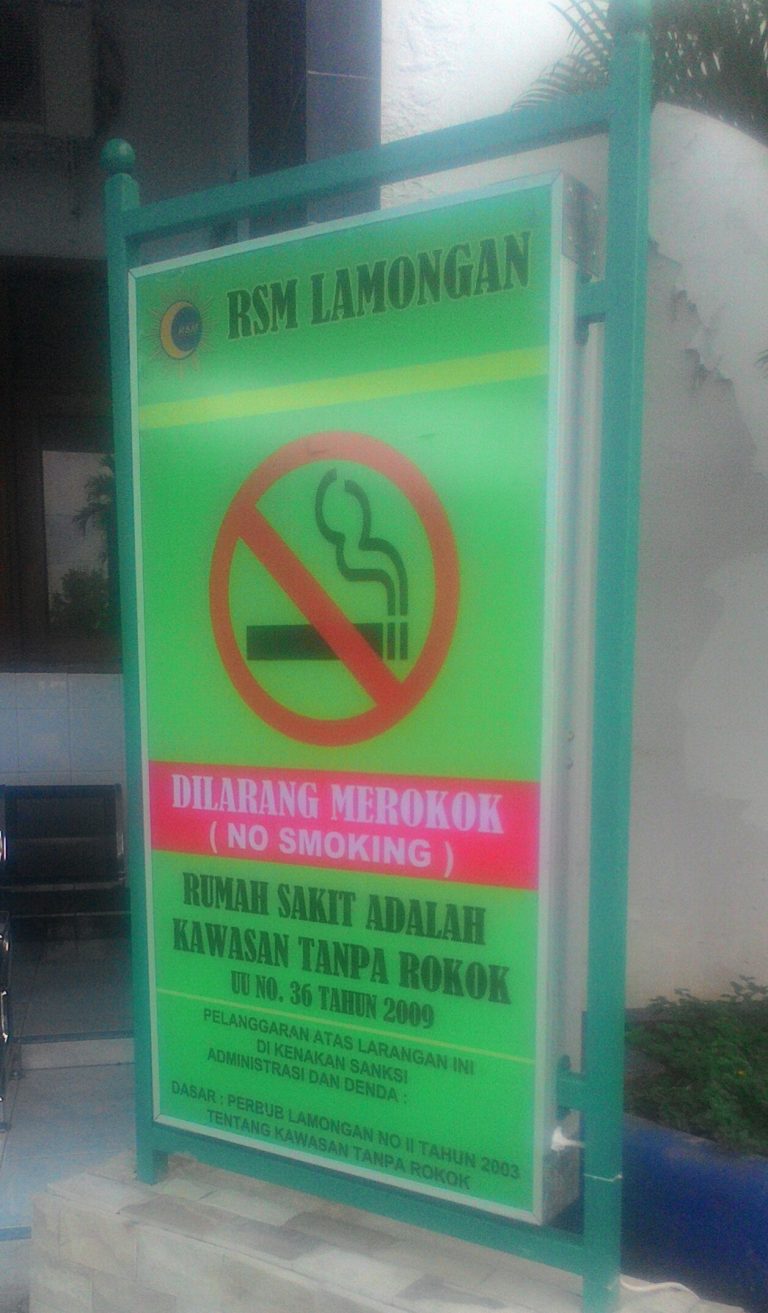 RSM LAMONGAN
DILARANG MEROKOK
( NO SMOKING )
RUMAH SAKIT ADALAH
KAWASAN TANPA ROKOK
UU NO. 36 TAHUN 2009
PELANGGARAN ATAS LARANGAN INI
DI KENAKAN SANKSI
ADMINISTRASI DAN DENDA :
DASAR : PERBUB LAMONGAN NO II TAHUN 2003
TENTANG KAWASAN TANPA ROKOK